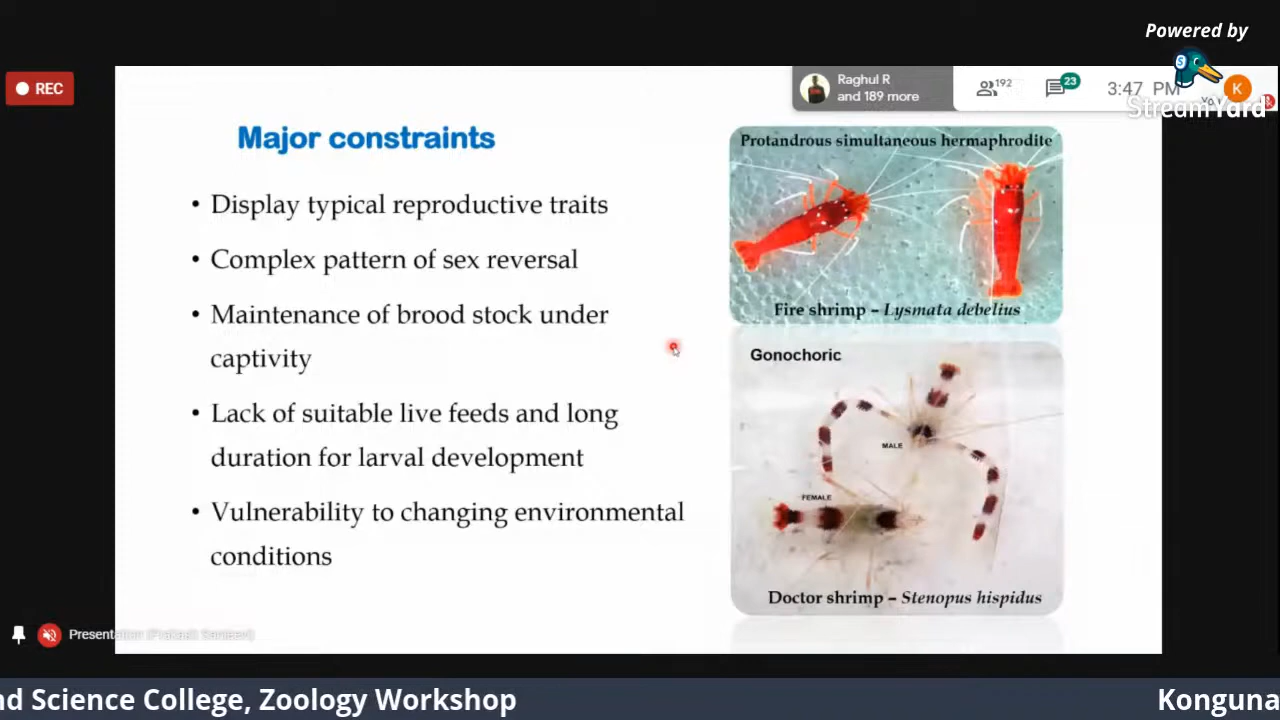 Powered by
StreamYard
REC
Raghul R
and 189 more
192
23
3:47 PM
K
Major constraints
• Display typical reproductive traits
• Complex pattern of sex reversal
• Maintenance of brood stock under
captivity
• Lack of suitable live feeds and long
duration for larval development
• Vulnerability to changing environmental
conditions
Protandrous simultaneous hermaphrodite
Fire shrimp – Lysmata debelius
Gonochoric
MALE
FEMALE
Doctor shrimp – Stenopus hispidus
nd Science College, Zoology Workshop
Konguna